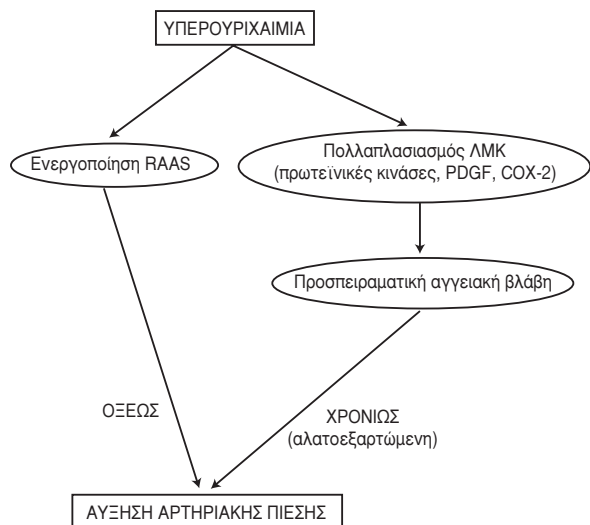 ΥΠΕΡΟΥΡΙΧΑΙΜΙΑ
Ενεργοποίηση RAAS
Πολλαπλασιασμός ΛΜΚ
(πρωτεϊνικές κινάσες, PDGF, COX-2)
Προσπειραματική αγγειακή βλάβη
ΟΞΕΩΣ
ΧΡΟΝΙΩΣ
(αλατοεξαρτώμενη)
ΑΥΞΗΣΗ ΑΡΤΗΡΙΑΚΗΣ ΠΙΕΣΗΣ